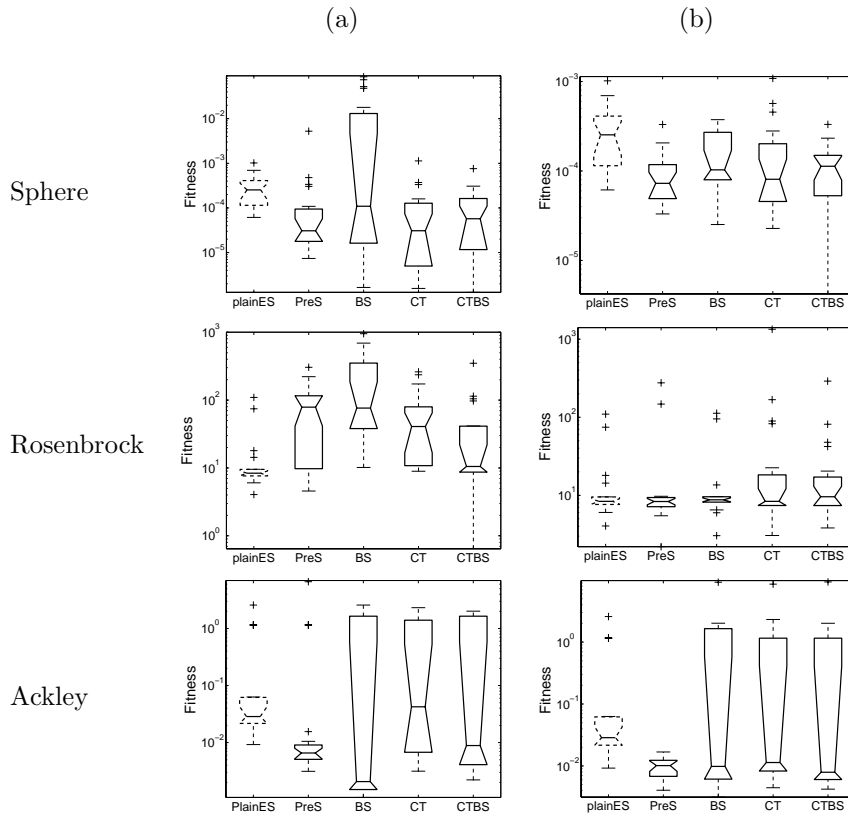 (a) (b)
Sphere
Fitness
10^-2
10^-3
10^-4
10^-5
plainES PreS BS CT CTBS
Fitness
10^-3
10^-4
10^-5
plainES PreS BS CT CTBS
Rosenbrock
Fitness
10^3
10^2
10^1
10^0
plainES PreS BS CT CTBS
Fitness
10^2
10^1
plainES PreS BS CT CTBS
Ackley
Fitness
10^0
10^-1
10^-2
PlainES PreS BS CT CTBS
Fitness
10^0
10^-1
10^-2
PlainES PreS BS CT CTBS